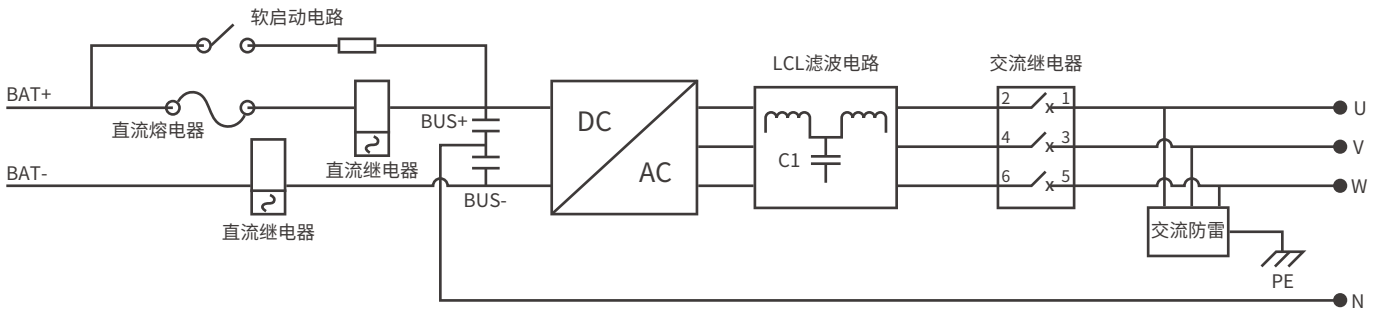 软启动电路
BAT+
直流熔电器
直流继电器
BUS+
BAT-
直流继电器
BUS-
DC
AC
LCL滤波电路
C1
交流继电器
2 1
4 3
6 5
U
V
W
交流防雷
PE
N